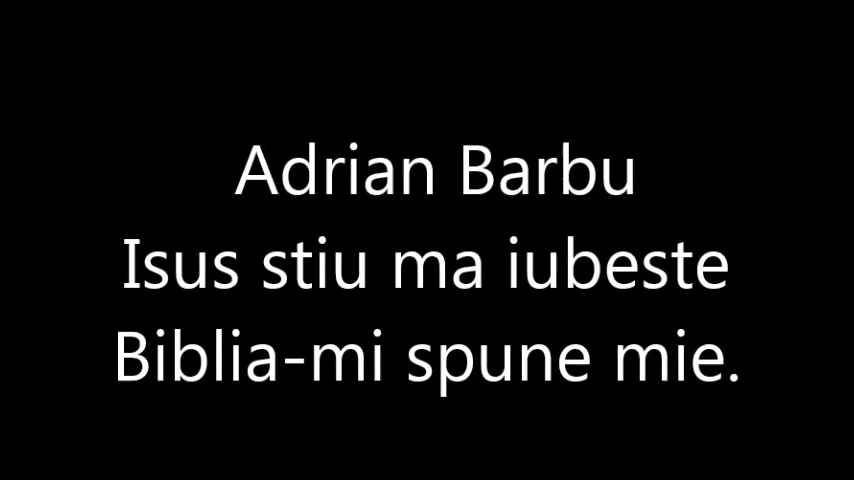 Adrian Barbu
Isus stiu ma iubeste
Biblia-mi spune mie.